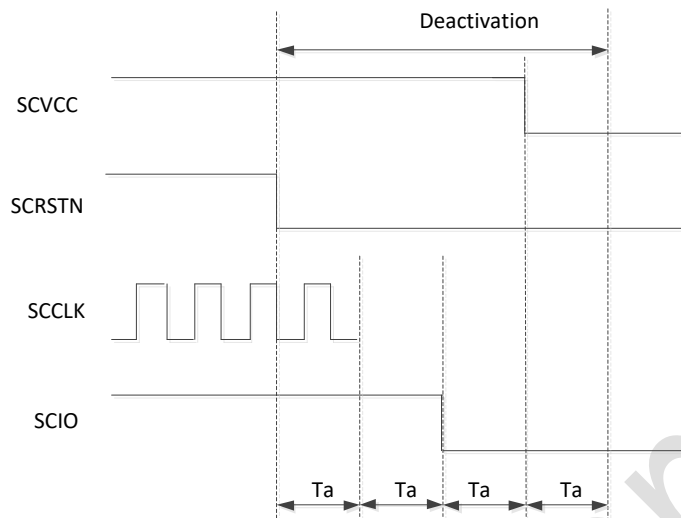 Deactivation
SCVCC
SCRSTN
SCCLK
SCIO
Ta
Ta
Ta
Ta